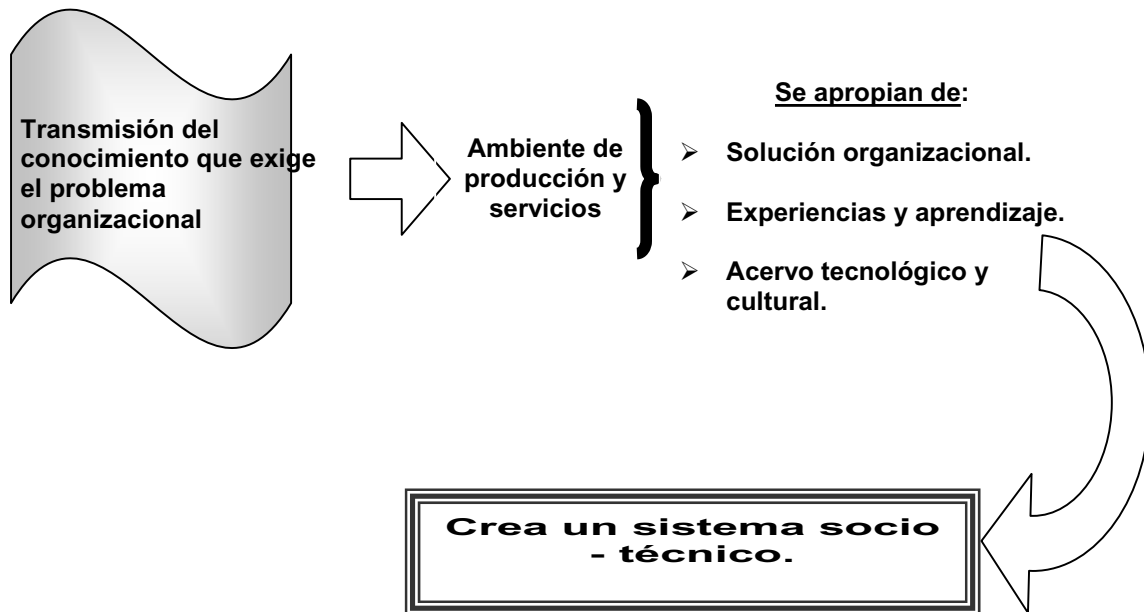 Transmisión del
conocimiento que exige
el problema
organizacional
Ambiente de
producción y
servicios
Se apropian de:
➢ Solución organizacional.
➢ Experiencias y aprendizaje.
➢ Acervo tecnológico y
cultural.
Crea un sistema socio
- técnico.